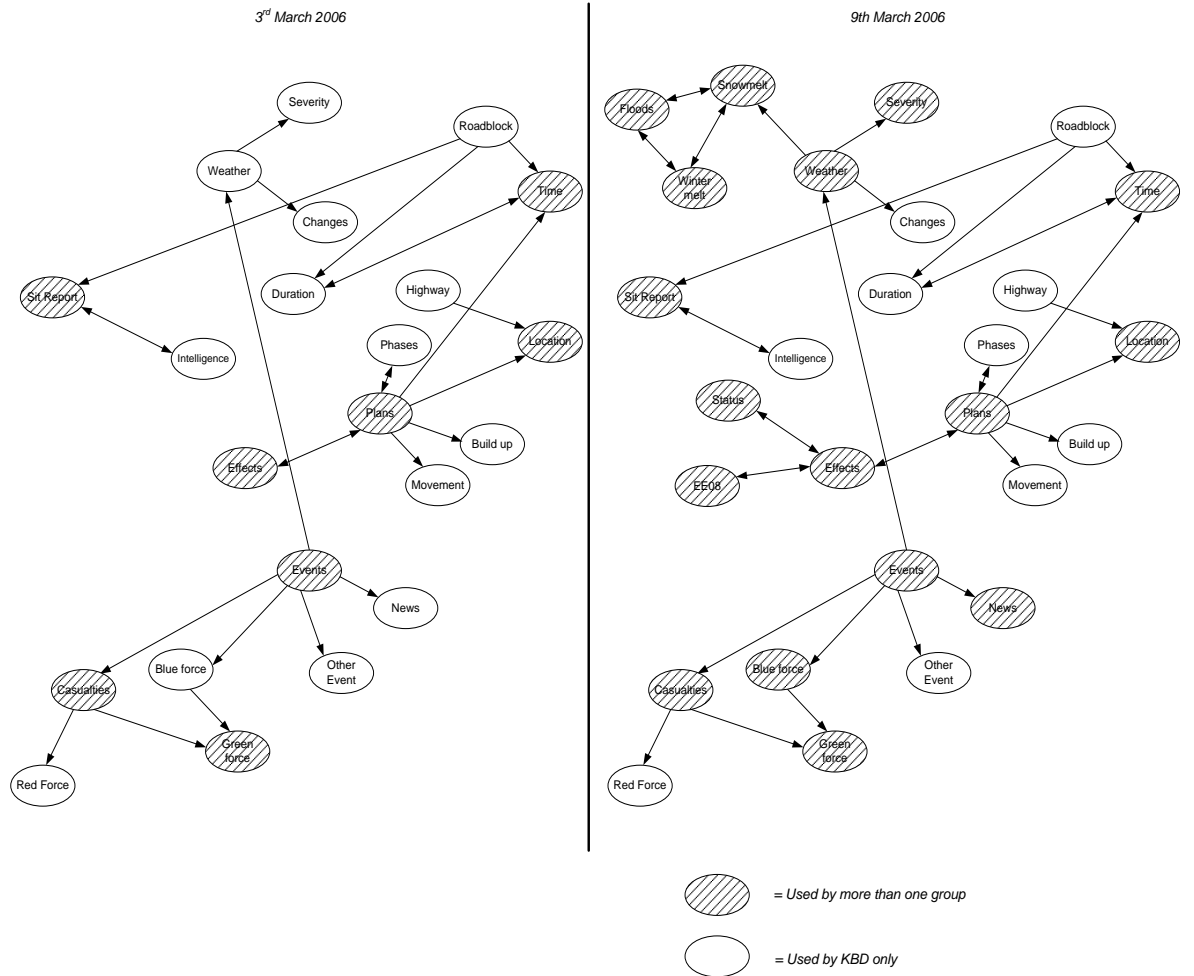 3rd March 2006
Severity
Roadblock
Weather
Time
Changes
Sit Report
Duration
Highway
Intelligence
Phases
Location
Plans
Build up
Effects
Movement
Events
News
Blue force
Other
Event
Casualties
Green
force
Red Force
9th March 2006
Snowmelt
Floods
Severity
Roadblock
Weather
Winter
melt
Time
Changes
Sit Report
Duration
Highway
Intelligence
Phases
Location
Status
Plans
Build up
Effects
EE08
Movement
Events
News
Blue force
Other
Event
Casualties
Green
force
Red Force
= Used by more than one group
= Used by KBD only